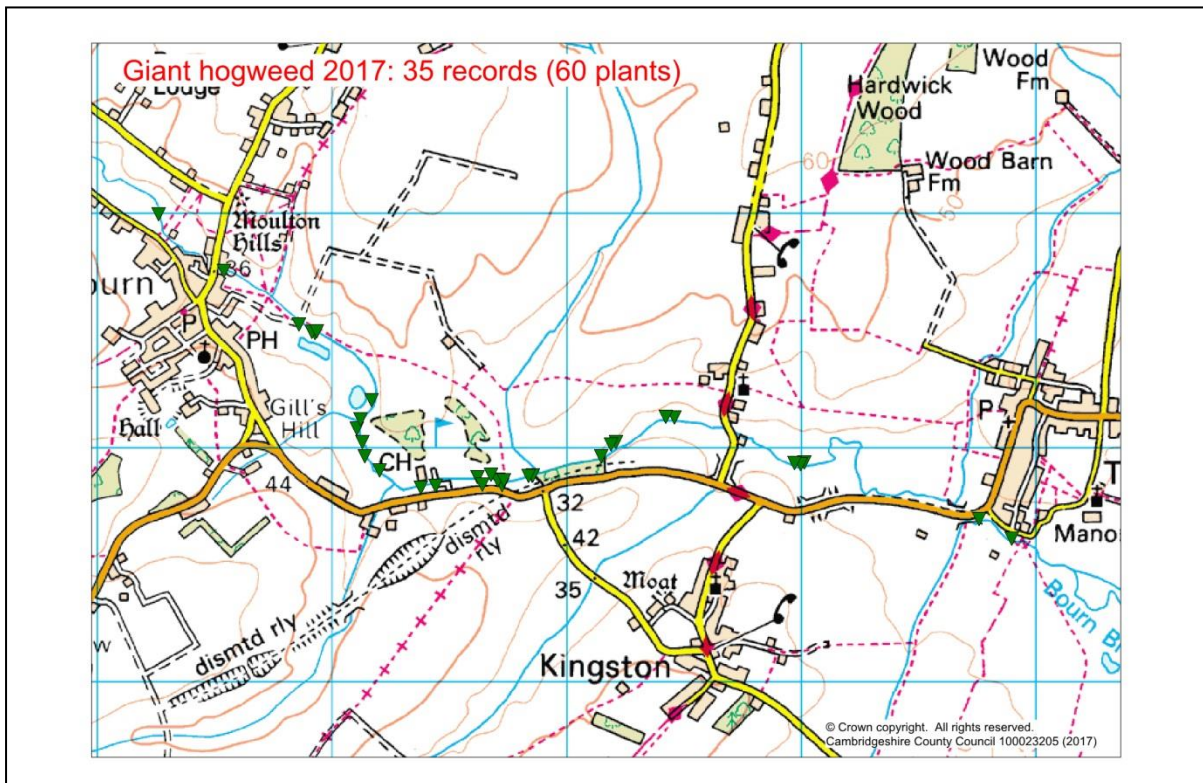 Giant hogweed 2017: 35 records (60 plants)
Lodge
Wood
Fm
Hardwick
Wood
60
Wood Barn
Fm
50
Moulton
Hills
36
ourn
P
PH
Gill's
Hill
Hall
44
CH
P
T
32
42
35
dismtd
rly
Moat
Mano
Bourn B
w
dismtd rly
Kingston
© Crown copyright. All rights reserved.
Cambridgeshire County Council 100023205 (2017)